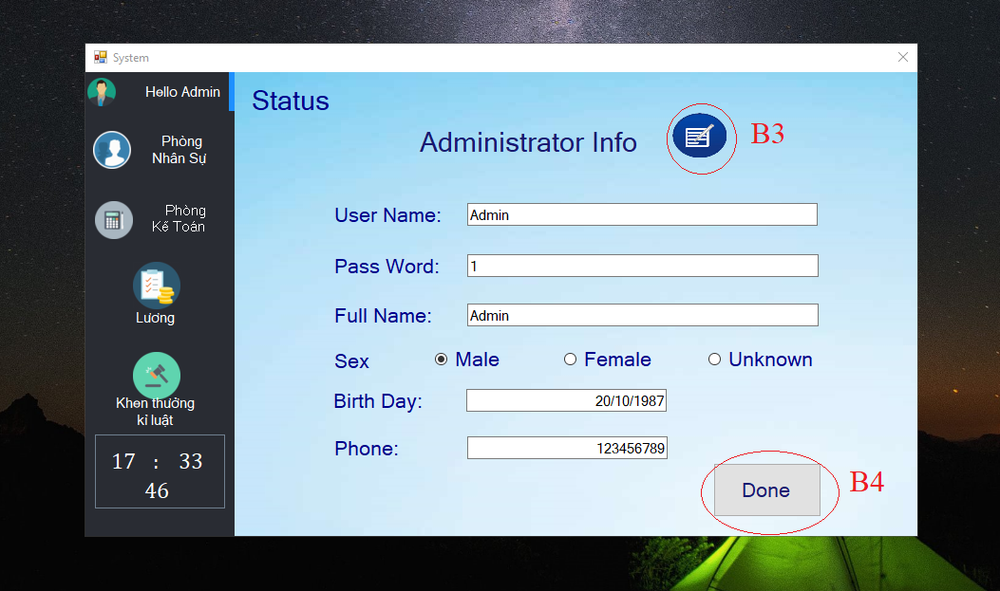 System
Hello Admin
Phòng
Nhân Sự
Phòng
Kế Toán
Lương
Khen thưởng
kỉ luật
17 : 33
46
Status
Administrator Info
B3
User Name:
Admin
Pass Word:
1
Full Name:
Admin
Sex
Male
Female
Unknown
Birth Day:
20/10/1987
Phone:
123456789
Done
B4